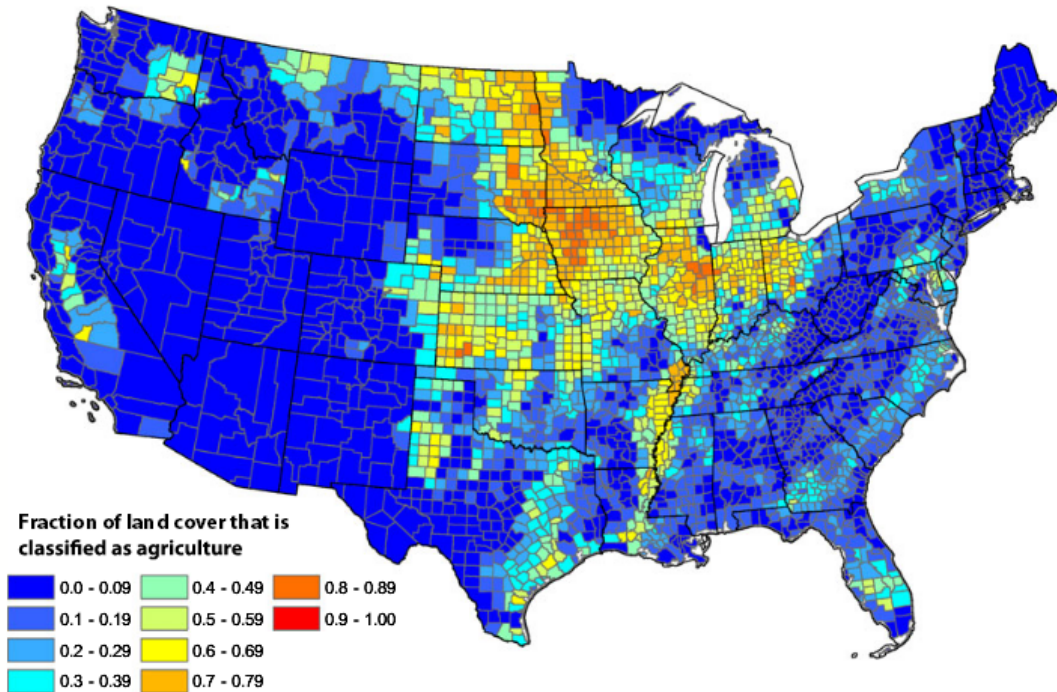 Fraction of land cover that is
classified as agriculture
0.0 - 0.09
0.4 - 0.49
0.8 - 0.89
0.1 - 0.19
0.5 - 0.59
0.9 - 1.00
0.2 - 0.29
0.6 - 0.69
0.3 - 0.39
0.7 - 0.79